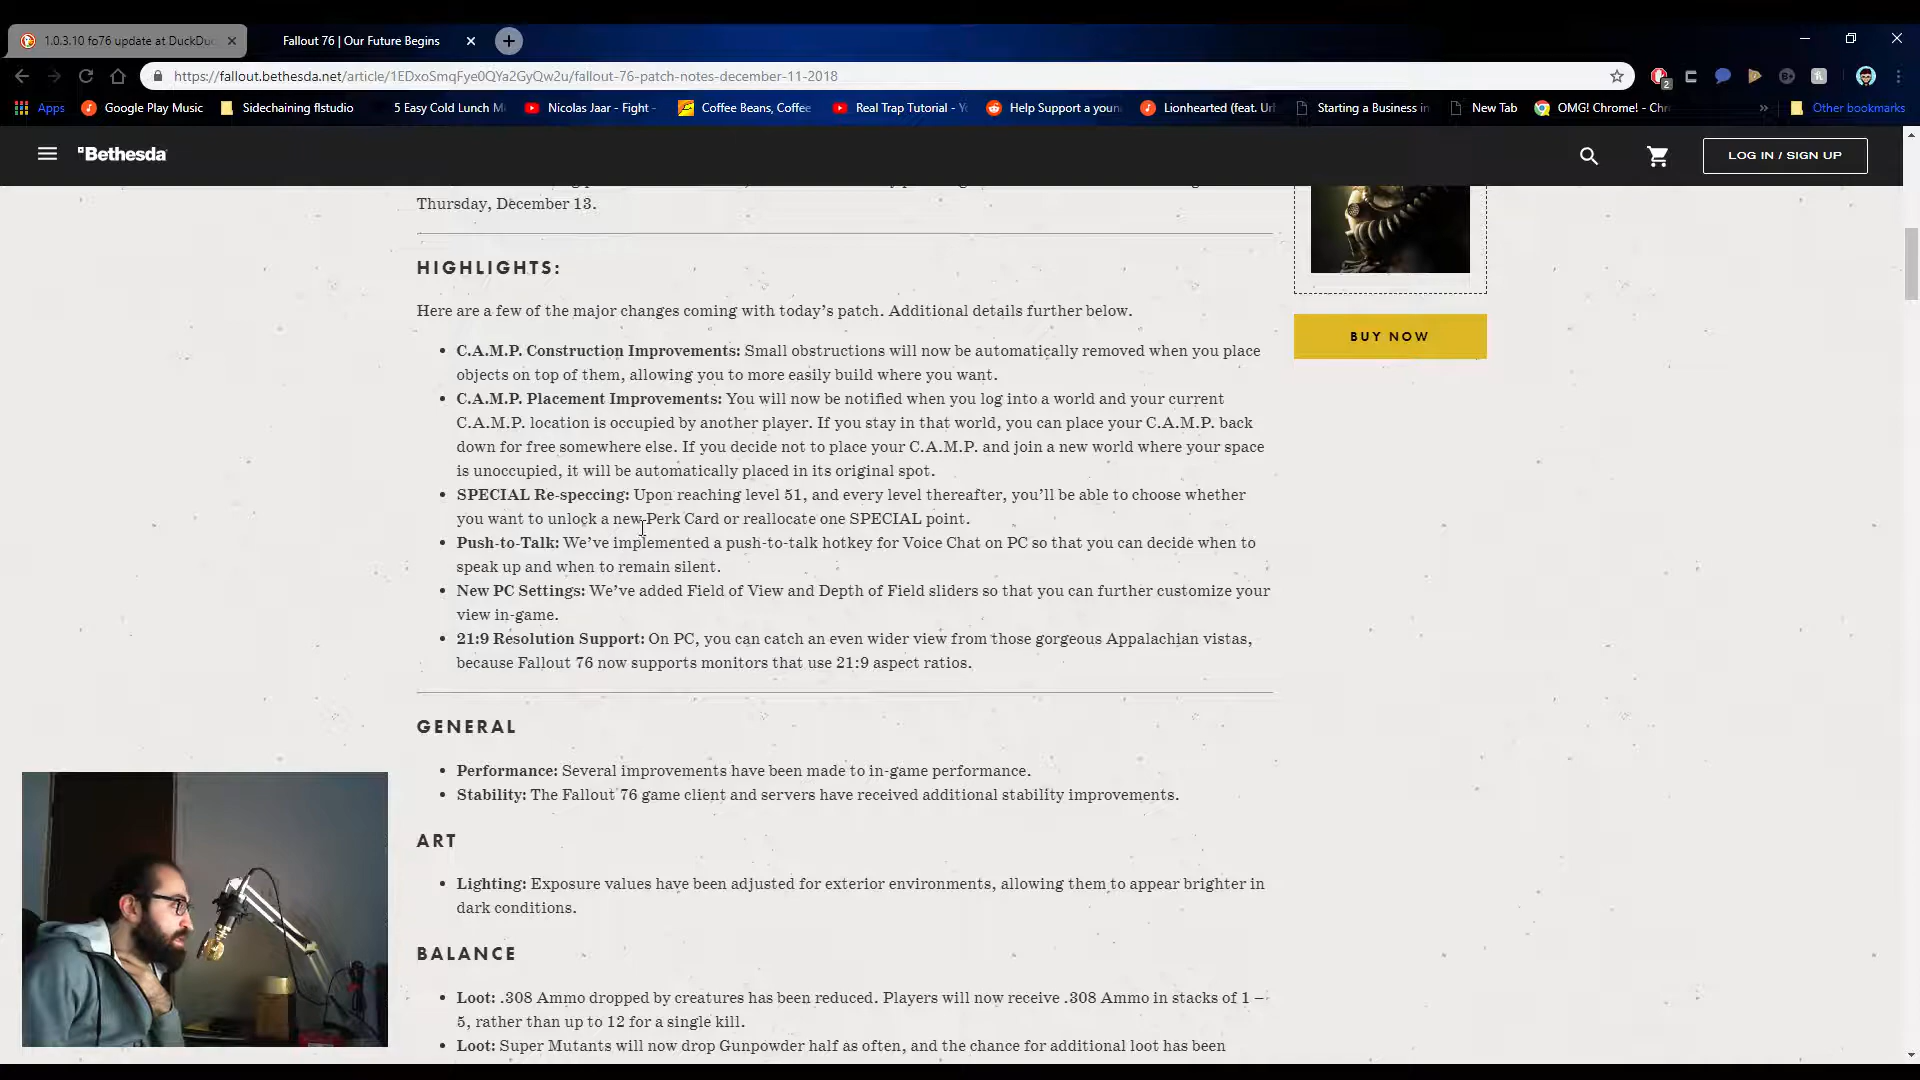 1.0.3.10 fo76 update at DuckDu
Fallout 76 | Our Future Begins
https://fallout.bethesda.net/article/1EDxoSmqFye0QYa2GyQw2u/fallout-76-patch-notes-december-11-2018
2
Apps
Google Play Music
Sidechaining flstudio
5 Easy Cold Lunch M
Nicolas Jaar - Fight -
Coffee Beans, Coffee
Real Trap Tutorial - Y
Help Support a youn
Lionhearted (feat. Ur
Starting a Business in
New Tab
OMG! Chrome! - Chr
»
Other bookmarks
Bethesda
LOG IN / SIGN UP
Thursday, December 13.
HIGHLIGHTS:
Here are a few of the major changes coming with today's patch. Additional details further below.
• C.A.M.P. Construction Improvements: Small obstructions will now be automatically removed when you place
objects on top of them, allowing you to more easily build where you want.
• C.A.M.P. Placement Improvements: You will now be notified when you log into a world and your current
C.A.M.P. location is occupied by another player. If you stay in that world, you can place your C.A.M.P. back
down for free somewhere else. If you decide not to place your C.A.M.P. and join a new world where your space
is unoccupied, it will be automatically placed in its original spot.
• SPECIAL Re-speccing: Upon reaching level 51, and every level thereafter, you'll be able to choose whether
you want to unlock a new Perk Card or reallocate one SPECIAL point.
• Push-to-Talk: We've implemented a push-to-talk hotkey for Voice Chat on PC so that you can decide when to
speak up and when to remain silent.
• New PC Settings: We've added Field of View and Depth of Field sliders so that you can further customize your
view in-game.
• 21:9 Resolution Support: On PC, you can catch an even wider view from those gorgeous Appalachian vistas,
because Fallout 76 now supports monitors that use 21:9 aspect ratios.
BUY NOW
GENERAL
• Performance: Several improvements have been made to in-game performance.
• Stability: The Fallout 76 game client and servers have received additional stability improvements.
ART
• Lighting: Exposure values have been adjusted for exterior environments, allowing them to appear brighter in
dark conditions.
BALANCE
• Loot: .308 Ammo dropped by creatures has been reduced. Players will now receive .308 Ammo in stacks of 1 –
5, rather than up to 12 for a single kill.
• Loot: Super Mutants will now drop Gunpowder half as often, and the chance for additional loot has been